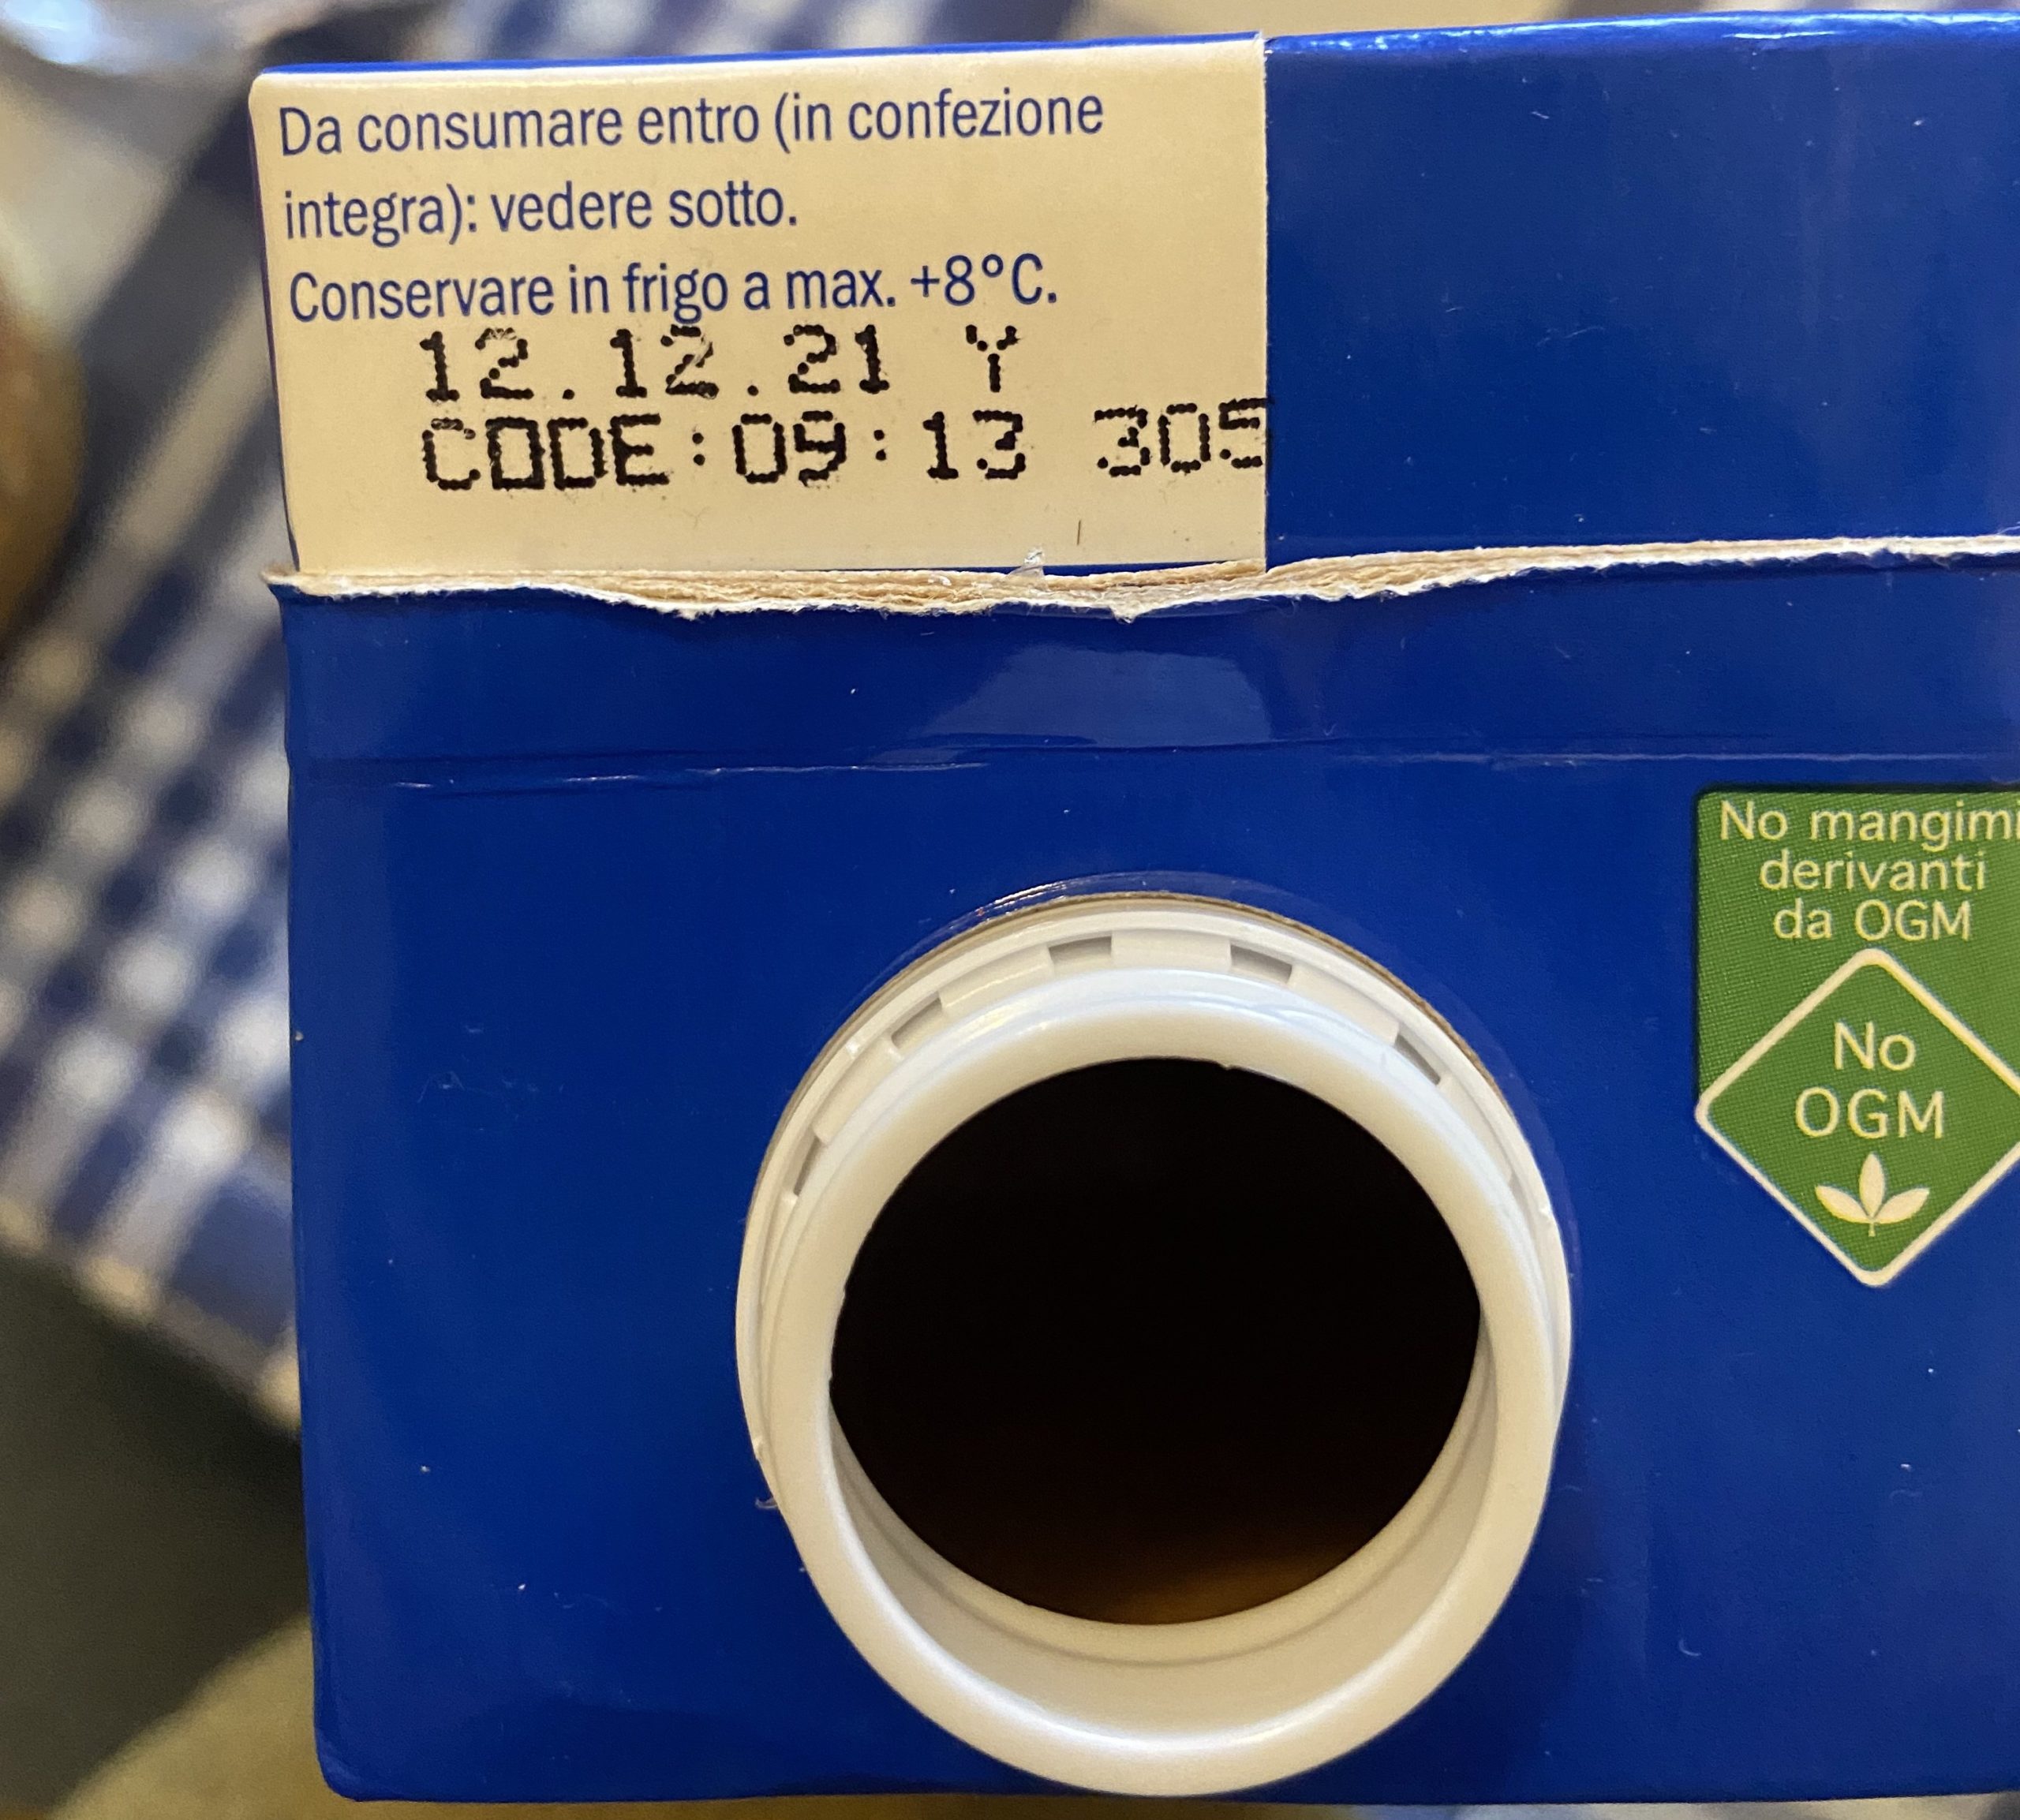 Da consumare entro (in confezione
integra): vedere sotto.
Conservare in frigo a max. +8°C.
12.12.21 Y
CODE:09:13 305
No mangimi
derivanti
da OGM
No
OGM